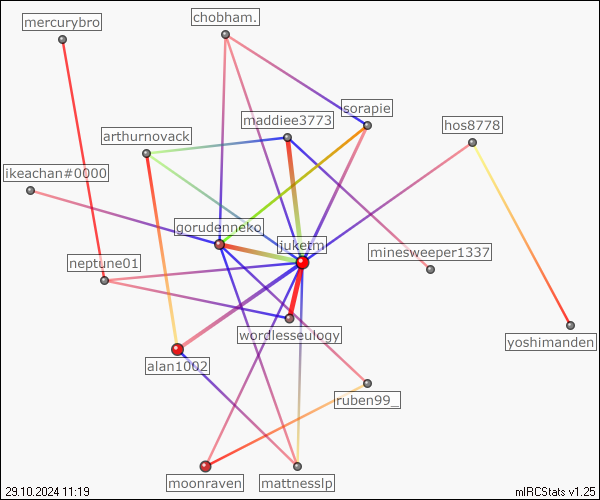 chobham.
mercurybro
sorapie
maddiee3773
hos8778
arthurnovack
ikeachan#0000
gorudenneko
juketm
minesweeper1337
neptune01
wordlesseulogy
yoshimanden
alan1002
ruben99_
moonraven
mattnesslp
29.10.2024 11:19
mIRCStats v1.25